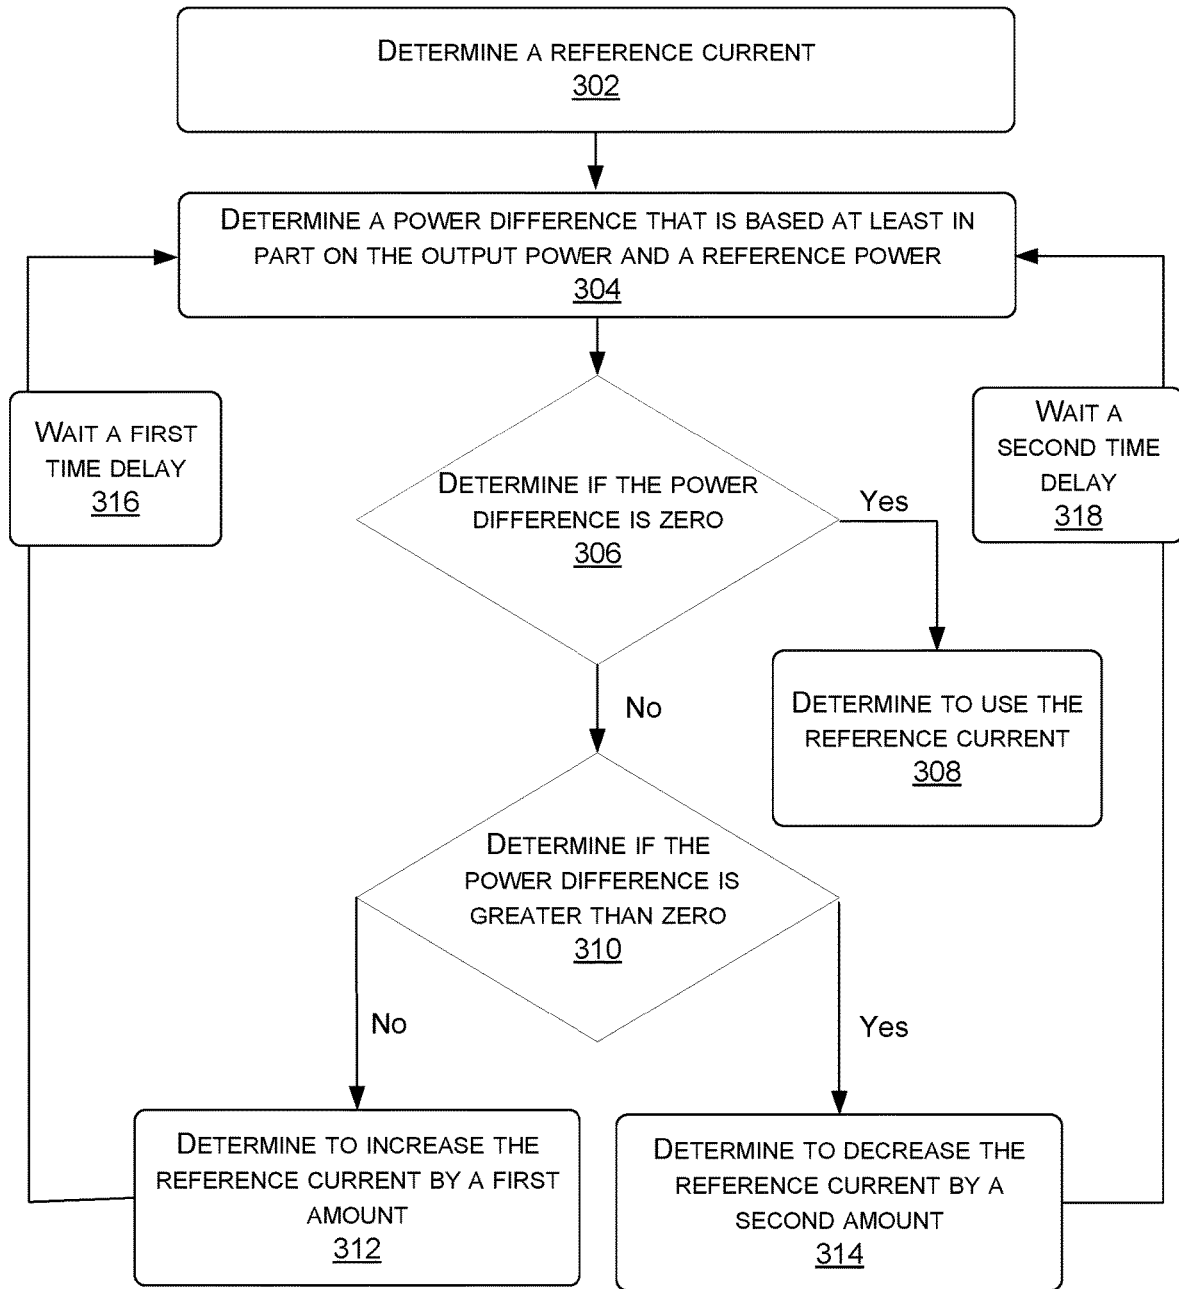 DETERMINE A REFERENCE CURRENT
302
DETERMINE A POWER DIFFERENCE THAT IS BASED AT LEAST IN
PART ON THE OUTPUT POWER AND A REFERENCE POWER
304
WAIT A FIRST
TIME DELAY
316
WAIT A
SECOND TIME
DELAY
318
DETERMINE IF THE POWER
DIFFERENCE IS ZERO
306
Yes
No
DETERMINE TO USE THE
REFERENCE CURRENT
308
DETERMINE IF THE
POWER DIFFERENCE IS
GREATER THAN ZERO
310
No
Yes
DETERMINE TO INCREASE THE
REFERENCE CURRENT BY A FIRST
AMOUNT
312
DETERMINE TO DECREASE THE
REFERENCE CURRENT BY A
SECOND AMOUNT
314